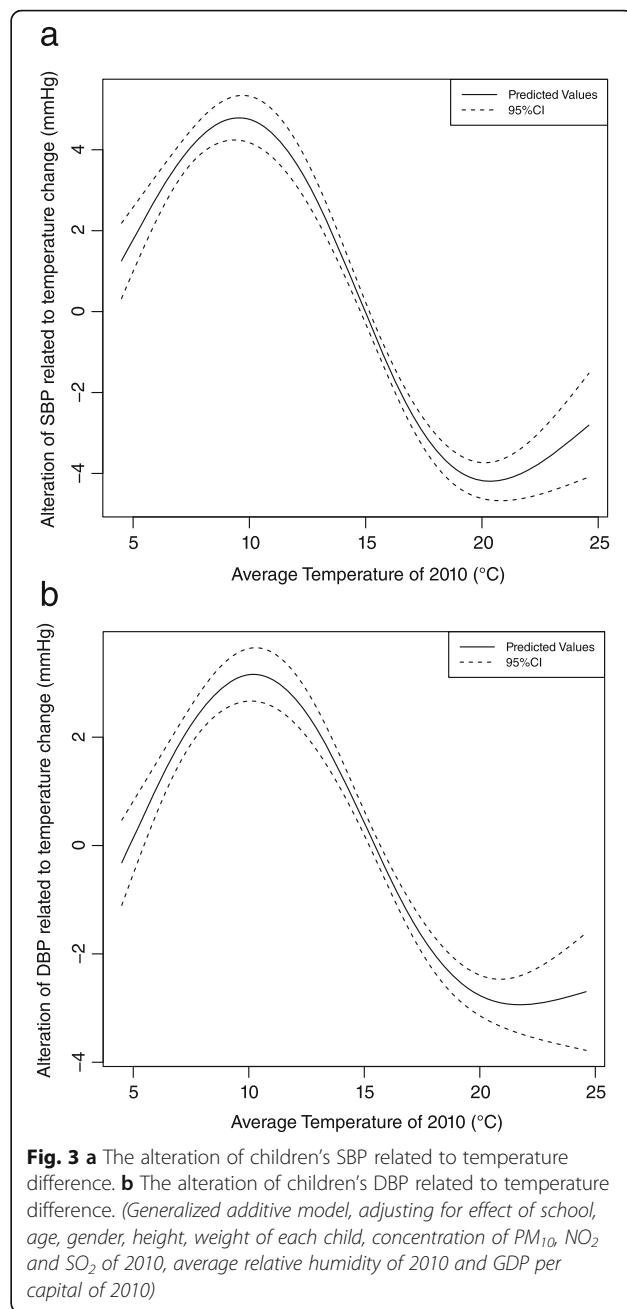 a
Predicted Values
95%CI
Alteration of SBP related to temperature change (mmHg)
4
2
0
−2
−4
5 10 15 20 25
Average Temperature of 2010 (°C)
b
Predicted Values
95%CI
Alteration of DBP related to temperature change (mmHg)
2
0
−2
−4
5 10 15 20 25
Average Temperature of 2010 (°C)
Fig. 3 a The alteration of children's SBP related to temperature
difference. b The alteration of children's DBP related to temperature
difference. (Generalized additive model, adjusting for effect of school,
age, gender, height, weight of each child, concentration of PM10, NO2
and SO2 of 2010, average relative humidity of 2010 and GDP per
capital of 2010)